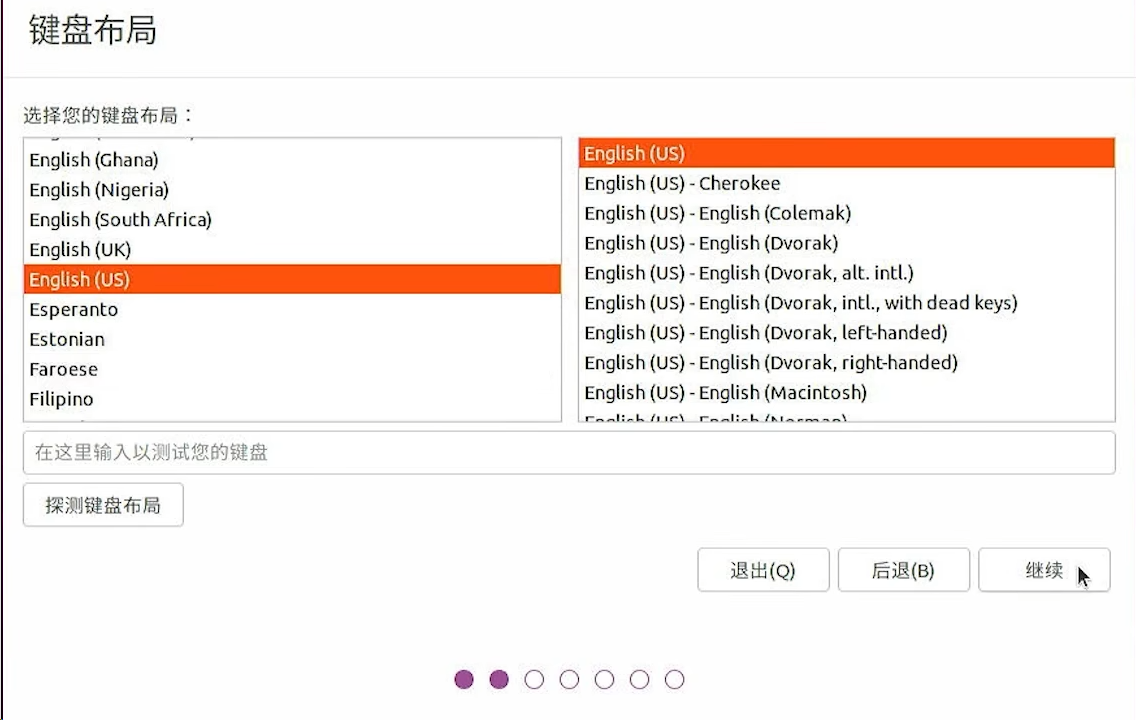 键盘布局
选择您的键盘布局：
English (Ghana)
English (Nigeria)
English (South Africa)
English (UK)
English (US)
Esperanto
Estonian
Faroese
Filipino
English (US)
English (US) - Cherokee
English (US) - English (Colemak)
English (US) - English (Dvorak)
English (US) - English (Dvorak, alt. intl.)
English (US) - English (Dvorak, intl., with dead keys)
English (US) - English (Dvorak, left-handed)
English (US) - English (Dvorak, right-handed)
English (US) - English (Macintosh)
English (US) - English (Norman)
在这里输入以测试您的键盘
探测键盘布局
退出(Q)
后退(B)
继续